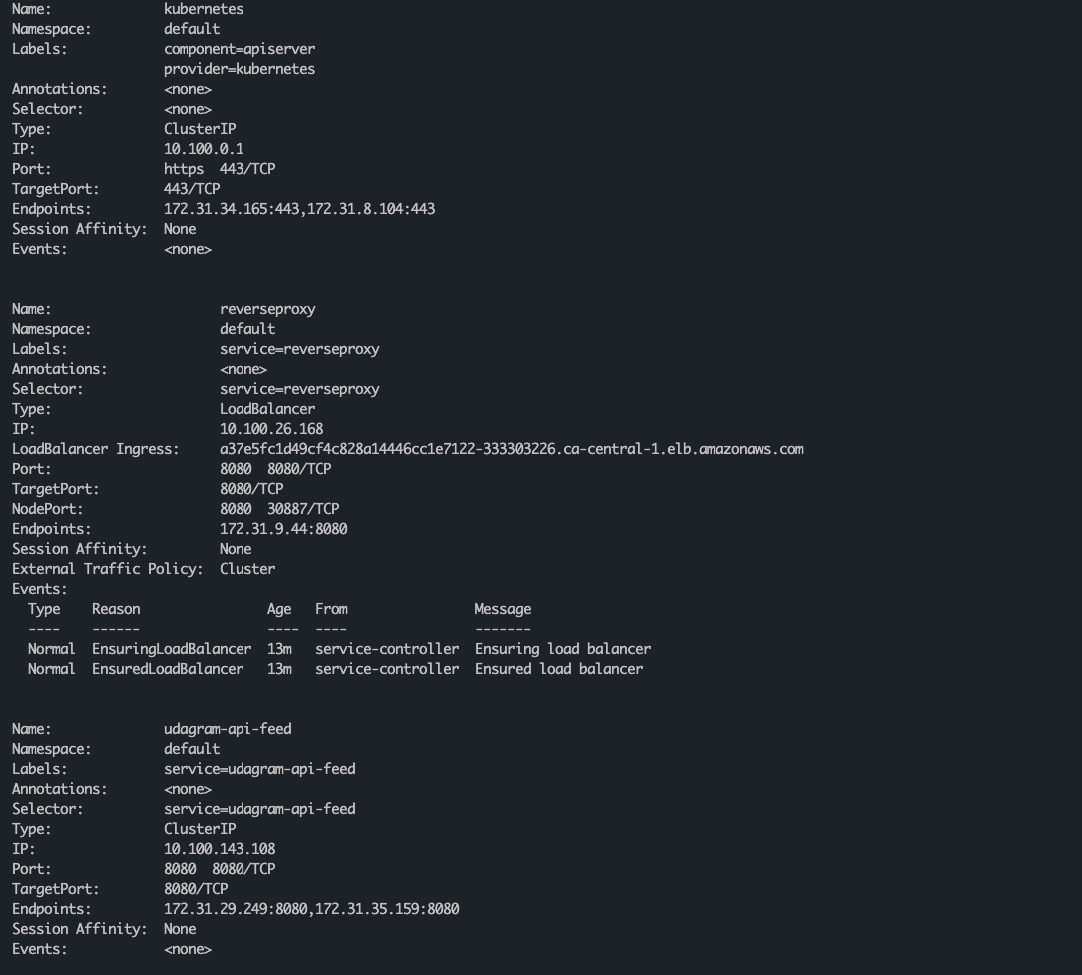 Name:              kubernetes
Namespace:         default
Labels:            component=apiserver
                   provider=kubernetes
Annotations:       <none>
Selector:          <none>
Type:              ClusterIP
IP:                10.100.0.1
Port:              https  443/TCP
TargetPort:        443/TCP
Endpoints:         172.31.34.165:443,172.31.8.104:443
Session Affinity:  None
Events:            <none>

Name:                     reverseproxy
Namespace:                default
Labels:                   service=reverseproxy
Annotations:              <none>
Selector:                 service=reverseproxy
Type:                     LoadBalancer
IP:                       10.100.26.168
LoadBalancer Ingress:     a37e5fc1d49cf4c828a14446cc1e7122-333303226.ca-central-1.elb.amazonaws.com
Port:                     8080  8080/TCP
TargetPort:               8080/TCP
NodePort:                 8080  30887/TCP
Endpoints:                172.31.9.44:8080
Session Affinity:         None
External Traffic Policy:  Cluster
Events:
  Type    Reason                Age   From                Message
  ----    ------                ----  ----                -------
  Normal  EnsuringLoadBalancer  13m   service-controller  Ensuring load balancer
  Normal  EnsuredLoadBalancer   13m   service-controller  Ensured load balancer

Name:              udagram-api-feed
Namespace:         default
Labels:            service=udagram-api-feed
Annotations:       <none>
Selector:          service=udagram-api-feed
Type:              ClusterIP
IP:                10.100.143.108
Port:              8080  8080/TCP
TargetPort:        8080/TCP
Endpoints:         172.31.29.249:8080,172.31.35.159:8080
Session Affinity:  None
Events:            <none>